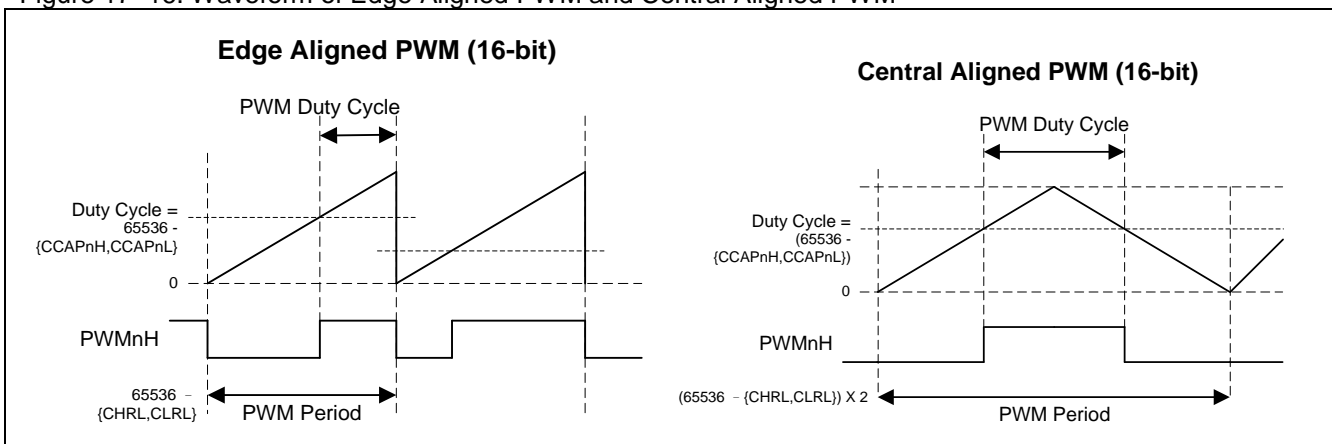 Edge Aligned PWM (16-bit)
PWM Duty Cycle
Duty Cycle =
65536 -
{CCAPnH,CCAPnL}
0
PWMnH
65536 –
{CHRL,CLRL}
PWM Period
Central Aligned PWM (16-bit)
PWM Duty Cycle
Duty Cycle =
(65536 -
{CCAPnH,CCAPnL})
0
PWMnH
(65536 – {CHRL,CLRL}) X 2
PWM Period